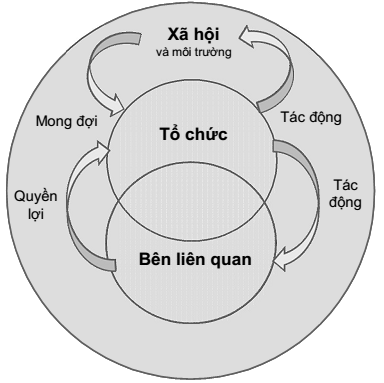 Xã hội
và môi trường
Mong đợi
Tác động
Tổ chức
Quyền
lợi
Tác
động
Bên liên quan